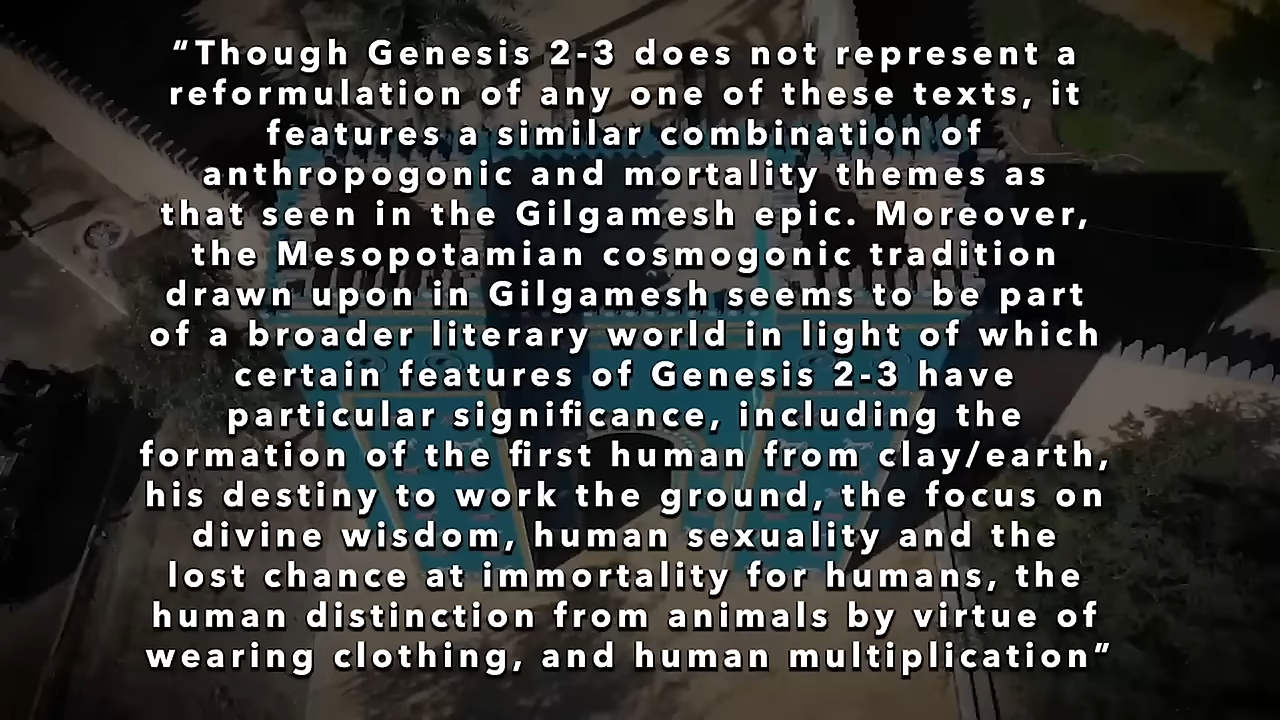 “Though Genesis 2-3 does not represent a
reformulation of any one of these texts, it
features a similar combination of
anthropogonic and mortality themes as
that seen in the Gilgamesh epic. Moreover,
the Mesopotamian cosmogonic tradition
drawn upon in Gilgamesh seems to be part
of a broader literary world in light of which
certain features of Genesis 2-3 have
particular significance, including the
formation of the first human from clay/earth,
his destiny to work the ground, the focus on
divine wisdom, human sexuality and the
lost chance at immortality for humans, the
human distinction from animals by virtue of
wearing clothing, and human multiplication”